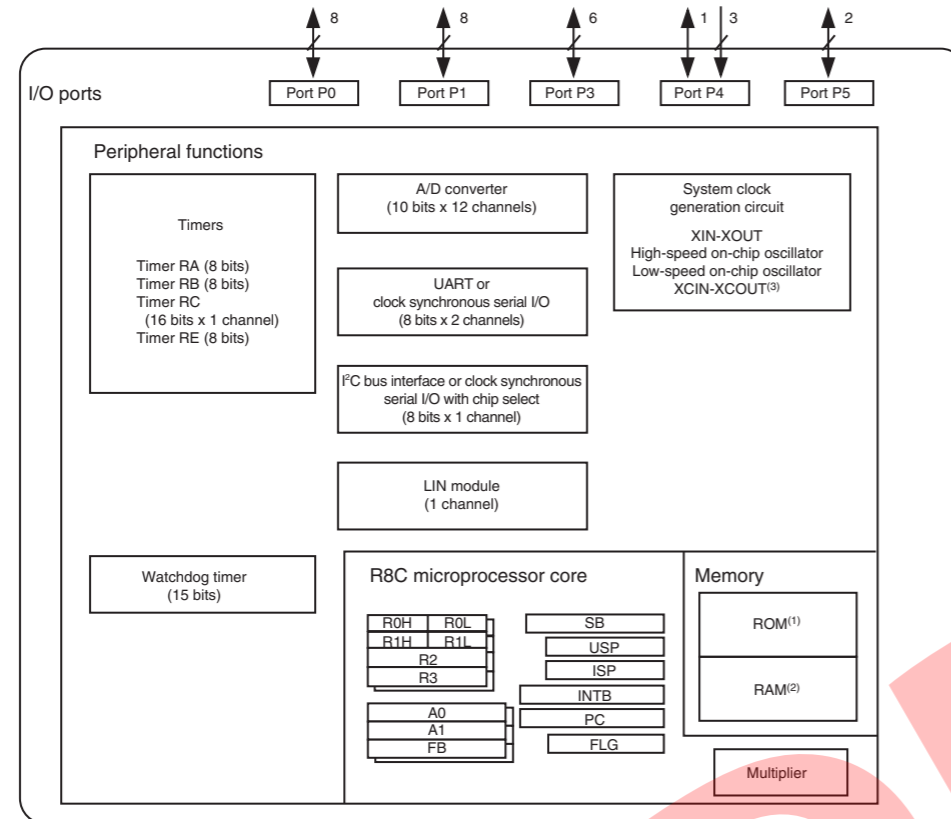 8
8
6
1
3
2
I/O ports
Port P0
Port P1
Port P3
Port P4
Port P5
Peripheral functions
Timers
Timer RA (8 bits)
Timer RB (8 bits)
Timer RC
(16 bits x 1 channel)
Timer RE (8 bits)
A/D converter
(10 bits x 12 channels)
UART or
clock synchronous serial I/O
(8 bits x 2 channels)
I²C bus interface or clock synchronous
serial I/O with chip select
(8 bits x 1 channel)
LIN module
(1 channel)
System clock
generation circuit
XIN-XOUT
High-speed on-chip oscillator
Low-speed on-chip oscillator
XCIN-XCOUT(3)
Watchdog timer
(15 bits)
R8C microprocessor core
R0H R0L
R1H R1L
R2
R3
A0
A1
FB
SB
USP
ISP
INTB
PC
FLG
Memory
ROM(1)
RAM(2)
Multiplier